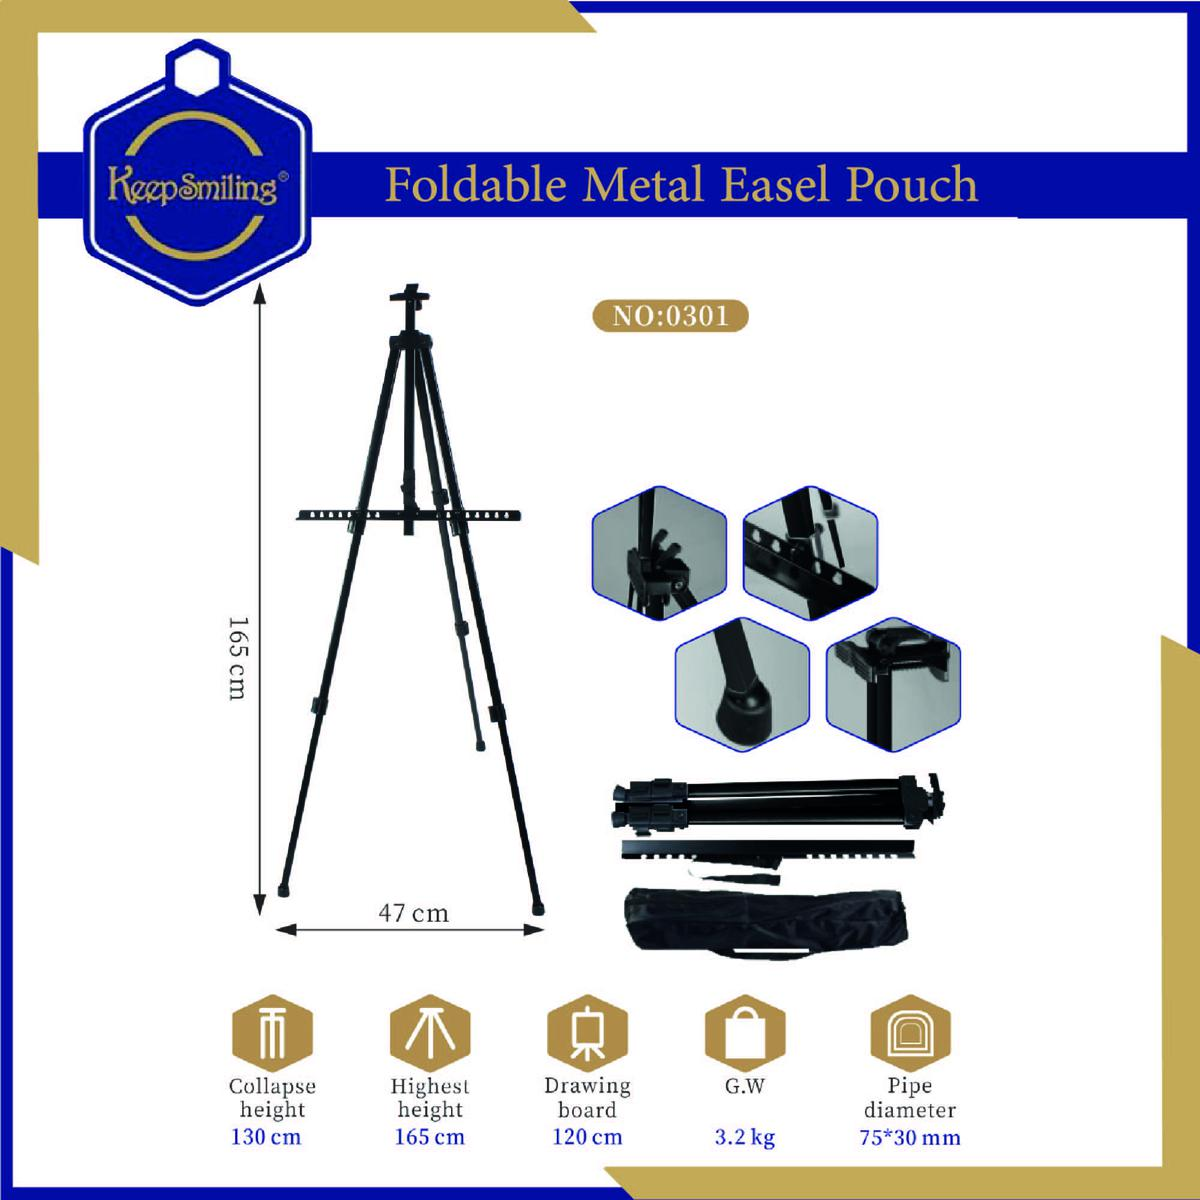 KeepSmiling®
Foldable Metal Easel Pouch
NO:0301
165 cm
47 cm
Collapse height
130 cm
Highest height
165 cm
Drawing board
120 cm
G.W
3.2 kg
Pipe diameter
75*30 mm